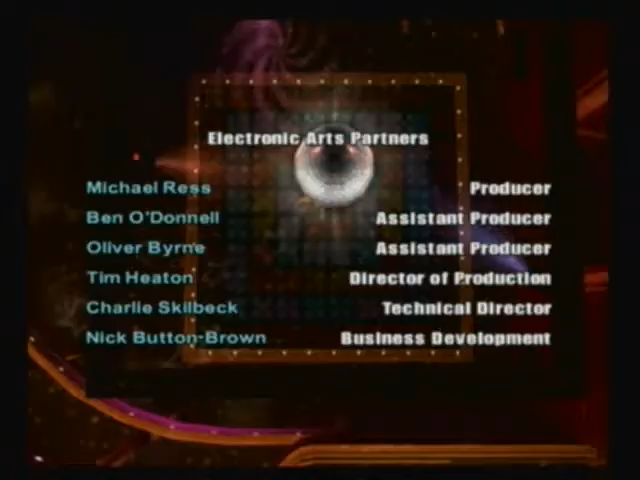 Electronic Arts Partners
Michael Ress Producer
Ben O'Donnell Assistant Producer
Oliver Byrne Assistant Producer
Tim Heaton Director of Production
Charlie Skilbeck Technical Director
Nick Button-Brown Business Development